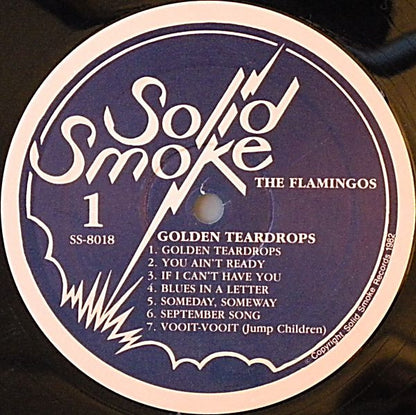 Solid
Smoke
THE FLAMINGOS
1
SS-8018
GOLDEN TEARDROPS
1. GOLDEN TEARDROPS
2. YOU AIN'T READY
3. IF I CAN'T HAVE YOU
4. BLUES IN A LETTER
5. SOMEDAY, SOMEWAY
6. SEPTEMBER SONG
7. VOOIT-VOOIT (Jump Children)
© Copyright Solid Smoke Records 1982